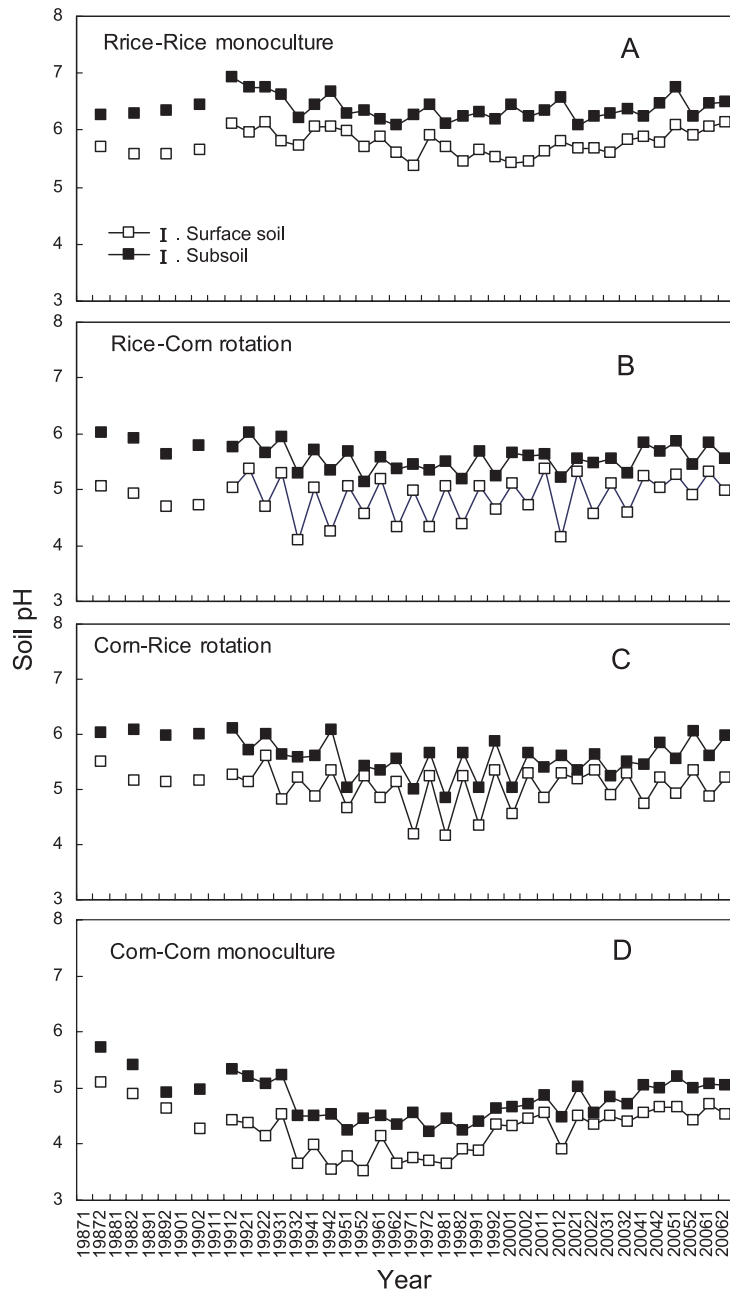 8
Rrice-Rice monoculture
A
7
6
5
I . Surface soil
I . Subsoil
4
3
8
Rice-Corn rotation
B
7
6
5
4
3
Soil pH
8
Corn-Rice rotation
C
7
6
5
4
3
8
Corn-Corn monoculture
D
7
6
5
4
3
19871 19872 19881 19882 19891 19892 19901 19902 19911 19912 19921 19922 19931 19932 19941 19942 19951 19952 19961 19962 19971 19972 19981 19982 19991 19992 20001 20002 20011 20012 20021 20022 20031 20032 20041 20042 20051 20052 20061 20062
Year